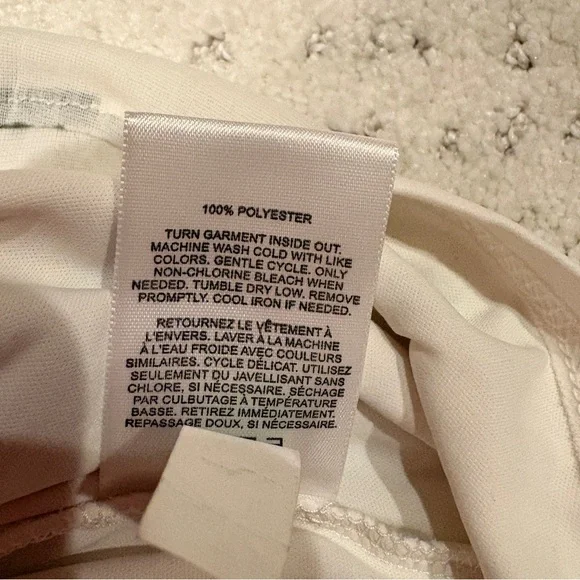 100% POLYESTER
TURN GARMENT INSIDE OUT.
MACHINE WASH COLD WITH LIKE
COLORS. GENTLE CYCLE. ONLY
NON-CHLORINE BLEACH WHEN
NEEDED. TUMBLE DRY LOW. REMOVE
PROMPTLY. COOL IRON IF NEEDED.
RETOURNEZ LE VÊTEMENT À
L'ENVERS. LAVER À LA MACHINE
À L'EAU FROIDE AVEC COULEURS
SIMILAIRES. CYCLE DÉLICAT. UTILISEZ
SEULEMENT DU JAVELLISANT SANS
CHLORE, SI NÉCESSAIRE. SÉCHAGE
PAR CULBUTAGE À TEMPÉRATURE
BASSE. RETIREZ IMMÉDIATEMENT.
REPASSAGE DOUX, SI NÉCESSAIRE.